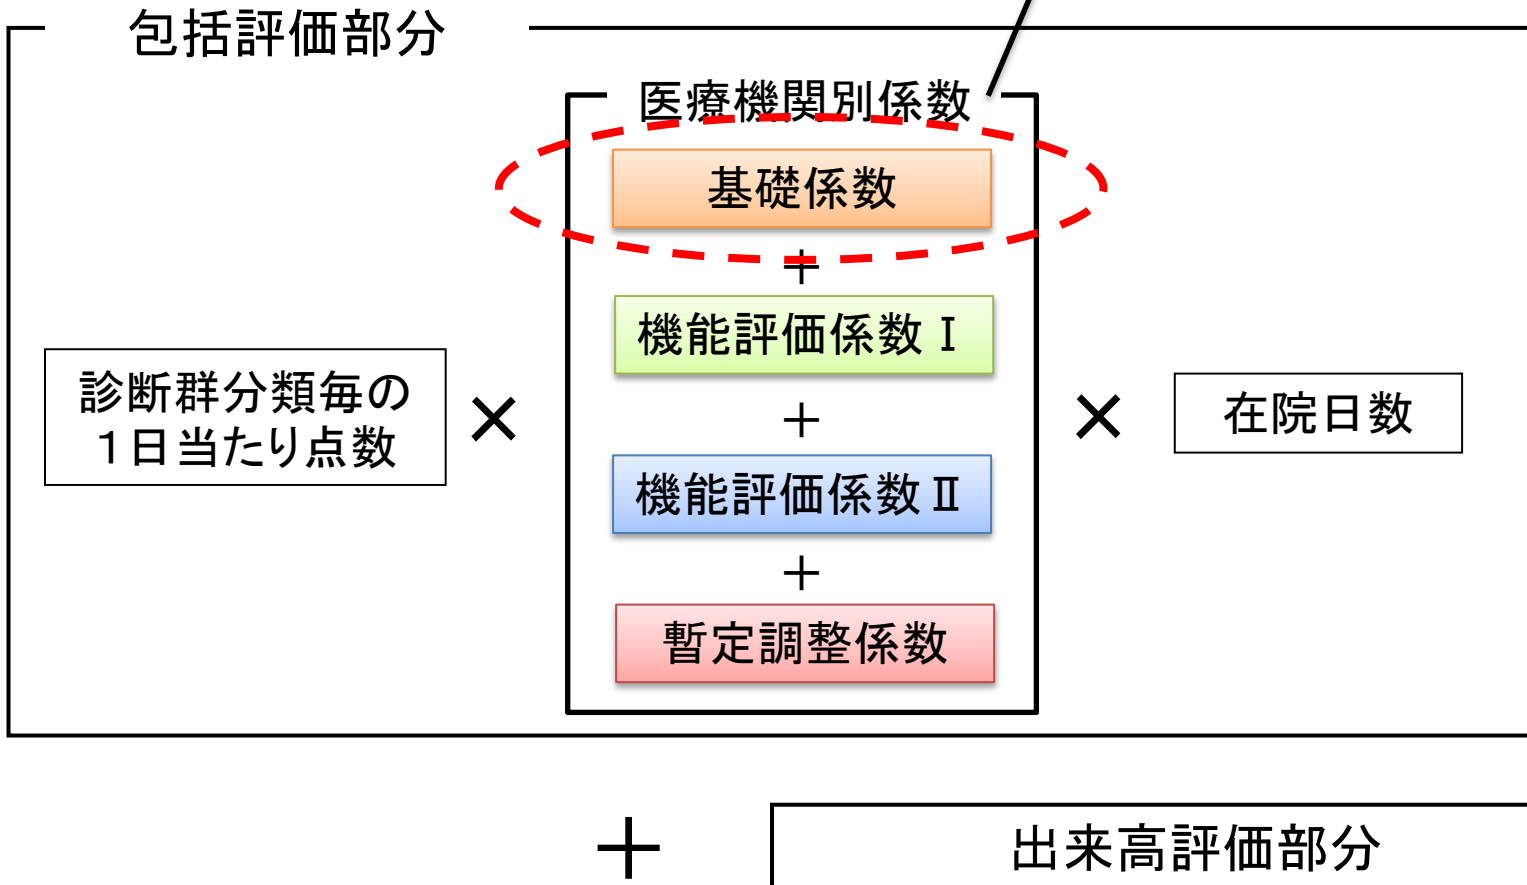 包括評価部分
医療機関別係数
基礎係数
＋
機能評価係数Ⅰ
＋
機能評価係数Ⅱ
＋
暫定調整係数
診断群分類毎の
１日当たり点数
×
×
在院日数
＋
出来高評価部分